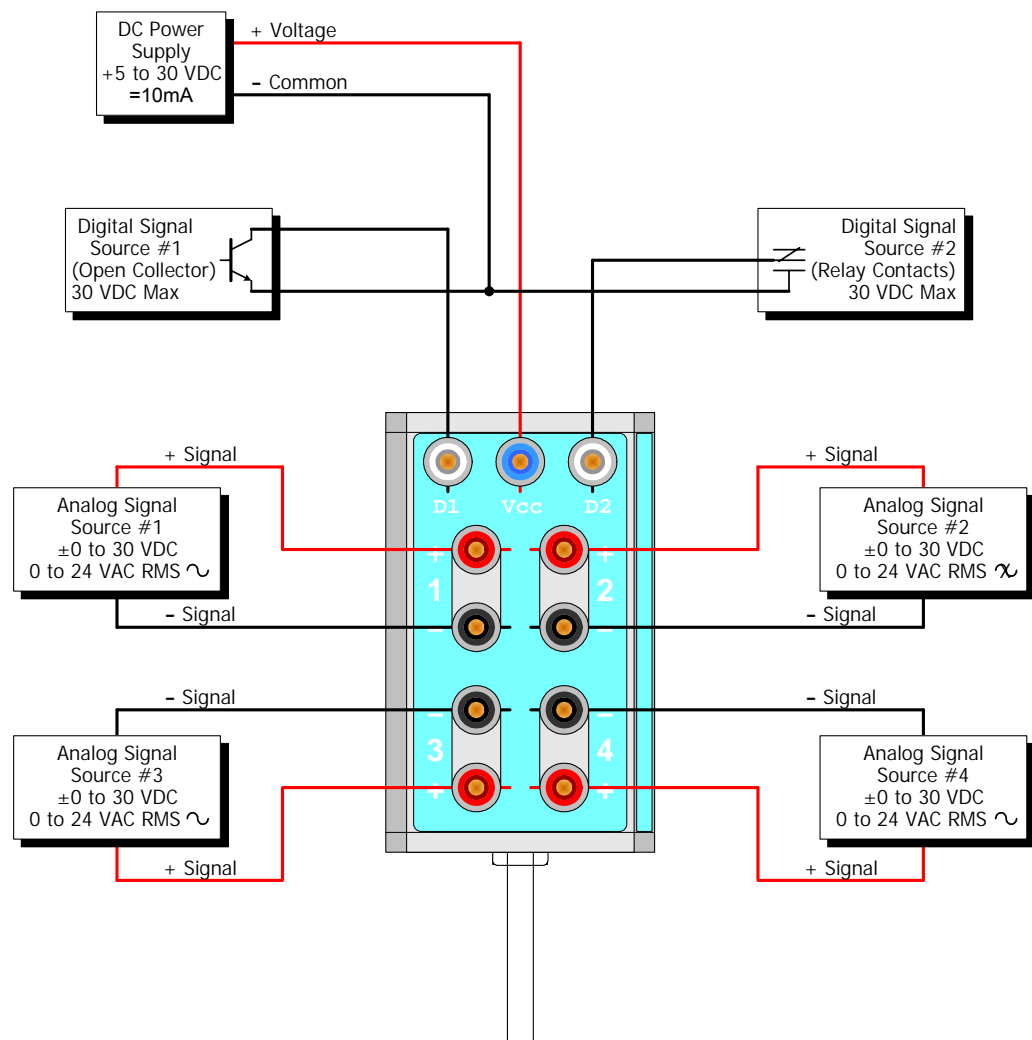 DC Power
Supply
+5 to 30 VDC
=10mA
+ Voltage
- Common
Digital Signal
Source #1
(Open Collector)
30 VDC Max
Digital Signal
Source #2
(Relay Contacts)
30 VDC Max
D1
Vcc
D2
+ Signal
Analog Signal
Source #1
±0 to 30 VDC
0 to 24 VAC RMS
- Signal
+
1
-
+
2
-
+ Signal
Analog Signal
Source #2
±0 to 30 VDC
0 to 24 VAC RMS
- Signal
- Signal
Analog Signal
Source #3
±0 to 30 VDC
0 to 24 VAC RMS
+ Signal
-
3
+
-
4
+
- Signal
Analog Signal
Source #4
±0 to 30 VDC
0 to 24 VAC RMS
+ Signal